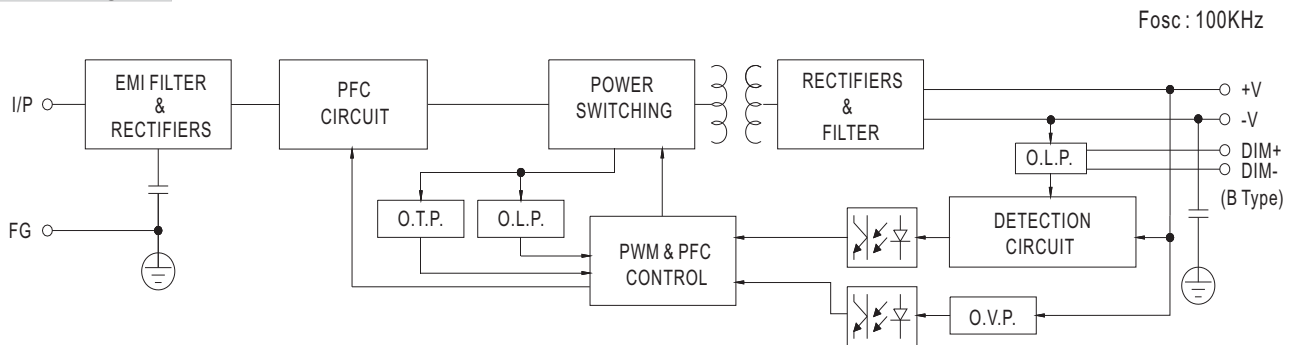 Fosc : 100KHz
I/P
EMI FILTER
&
RECTIFIERS
PFC
CIRCUIT
POWER
SWITCHING
RECTIFIERS
&
FILTER
+V
-V
O.L.P.
DIM+
DIM-
(B Type)
FG
O.T.P.
O.L.P.
PWM & PFC
CONTROL
DETECTION
CIRCUIT
O.V.P.